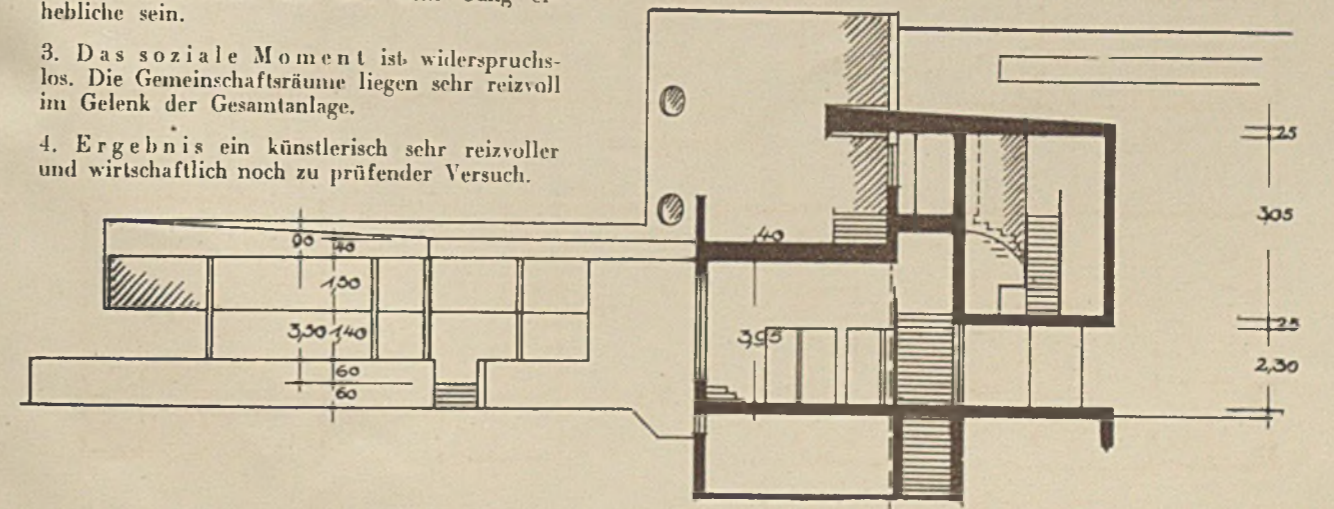 hebliche sein.
3. Das soziale Moment ist widerspruchs-
los. Die Gemeinschaftsräume liegen sehr reizvoll
im Gelenk der Gesamtanlage.
4. Ergebnis ein künstlerisch sehr reizvoller
und wirtschaftlich noch zu prüfender Versuch.
25
305
90
40
,40
1,50
3,50 1,40
3,95
25
2,30
60
60